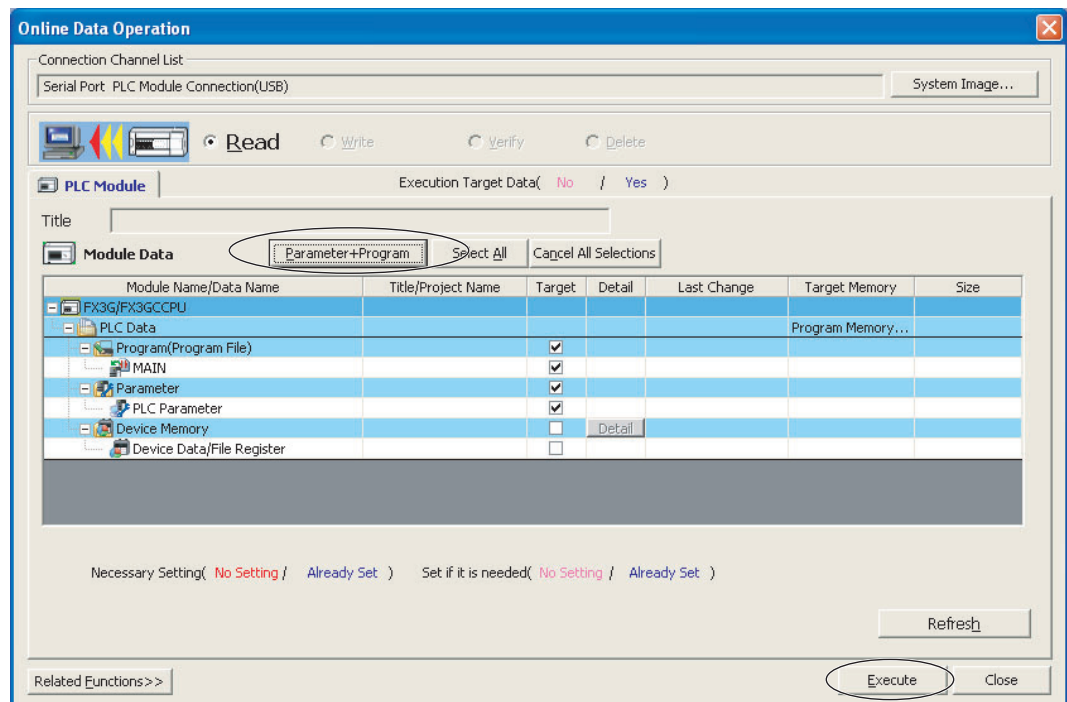 Online Data Operation
Connection Channel List
Serial Port PLC Module Connection(USB)
System Image...
Read Write Verify Delete
PLC Module
Execution Target Data( No / Yes )
Title
Module Data
Parameter+Program Select All Cancel All Selections
Module Name/Data Name Title/Project Name Target Detail Last Change Target Memory Size
FX3G/FX3GCCPU
PLC Data Program Memory...
Program(Program File)
MAIN
Parameter
PLC Parameter
Device Memory Detail
Device Data/File Register
Necessary Setting( No Setting / Already Set ) Set if it is needed( No Setting / Already Set )
Refresh
Related Functions>>
Execute Close